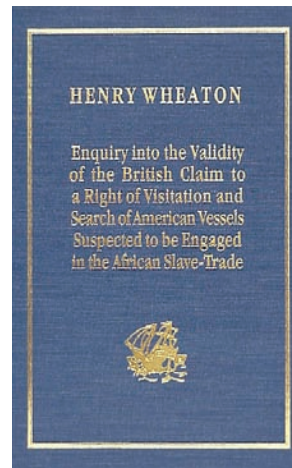 HENRY WHEATON
Enquiry into the Validity
of the British Claim to
a Right of Visitation and
Search of American Vessels
Suspected to be Engaged
in the African Slave-Trade